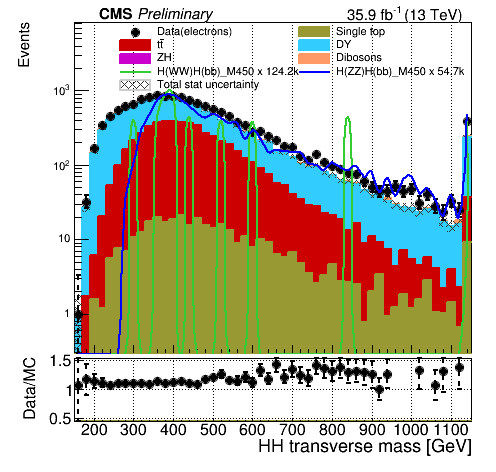 CMS Preliminary 35.9 fb⁻¹ (13 TeV)
Events
Data(electrons) Single top
tt̄ DY
ZH Dibosons
H(WW)H(bb)_M450 x 124.2k H(ZZ)H(bb)_M450 x 54.7k
Total stat uncertainty
10³
10²
10
1
Data/MC
1.5
1.0
0.5
200 300 400 500 600 700 800 900 1000 1100
HH transverse mass [GeV]